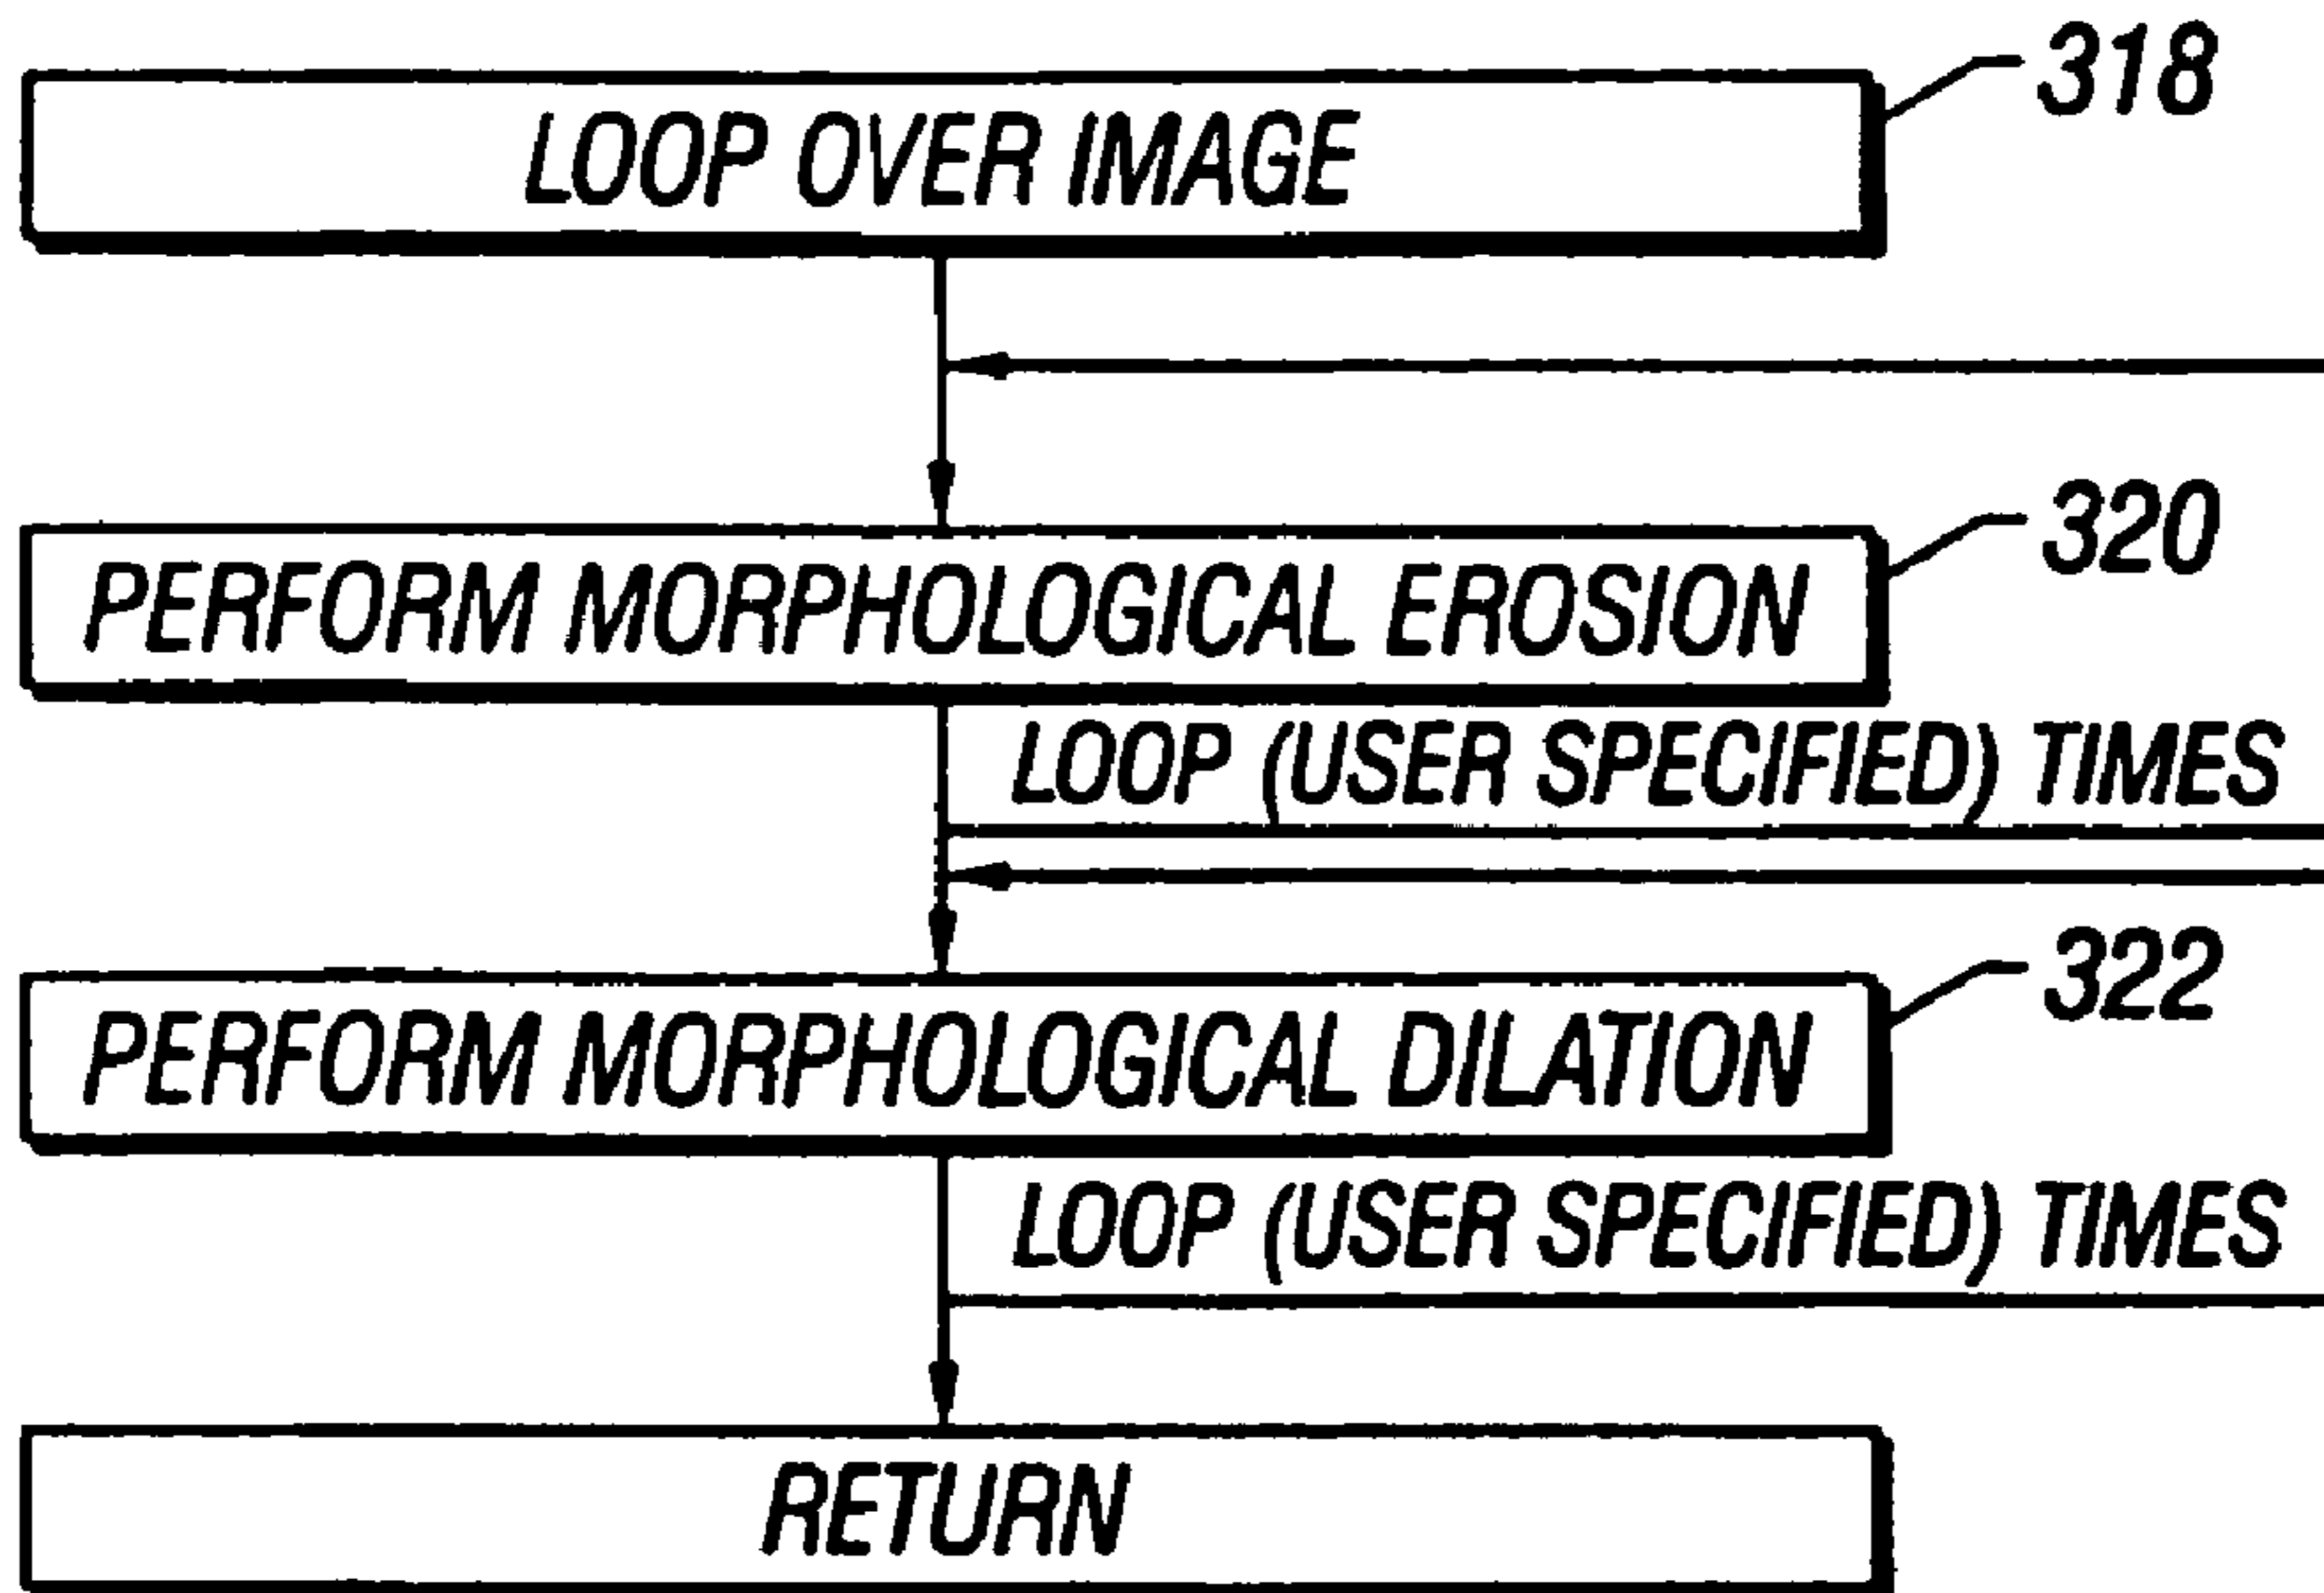 318
LOOP OVER IMAGE
320
PERFORM MORPHOLOGICAL EROSION
LOOP (USER SPECIFIED) TIMES
322
PERFORM MORPHOLOGICAL DILATION
LOOP (USER SPECIFIED) TIMES
RETURN